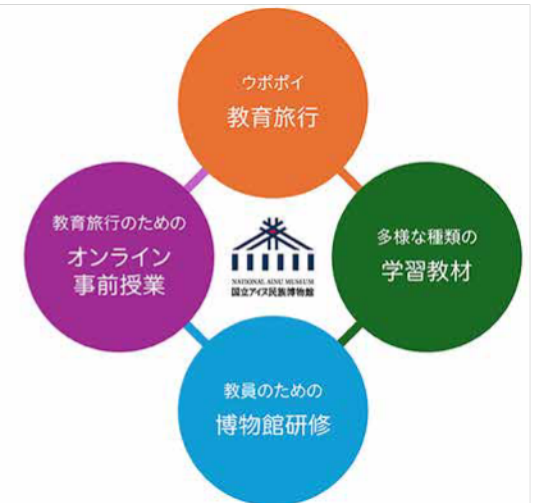 ウポポイ
教育旅行
教育旅行のための
オンライン
事前授業
NATIONAL AINU MUSEUM
国立アイヌ民族博物館
多様な種類の
学習教材
教員のための
博物館研修